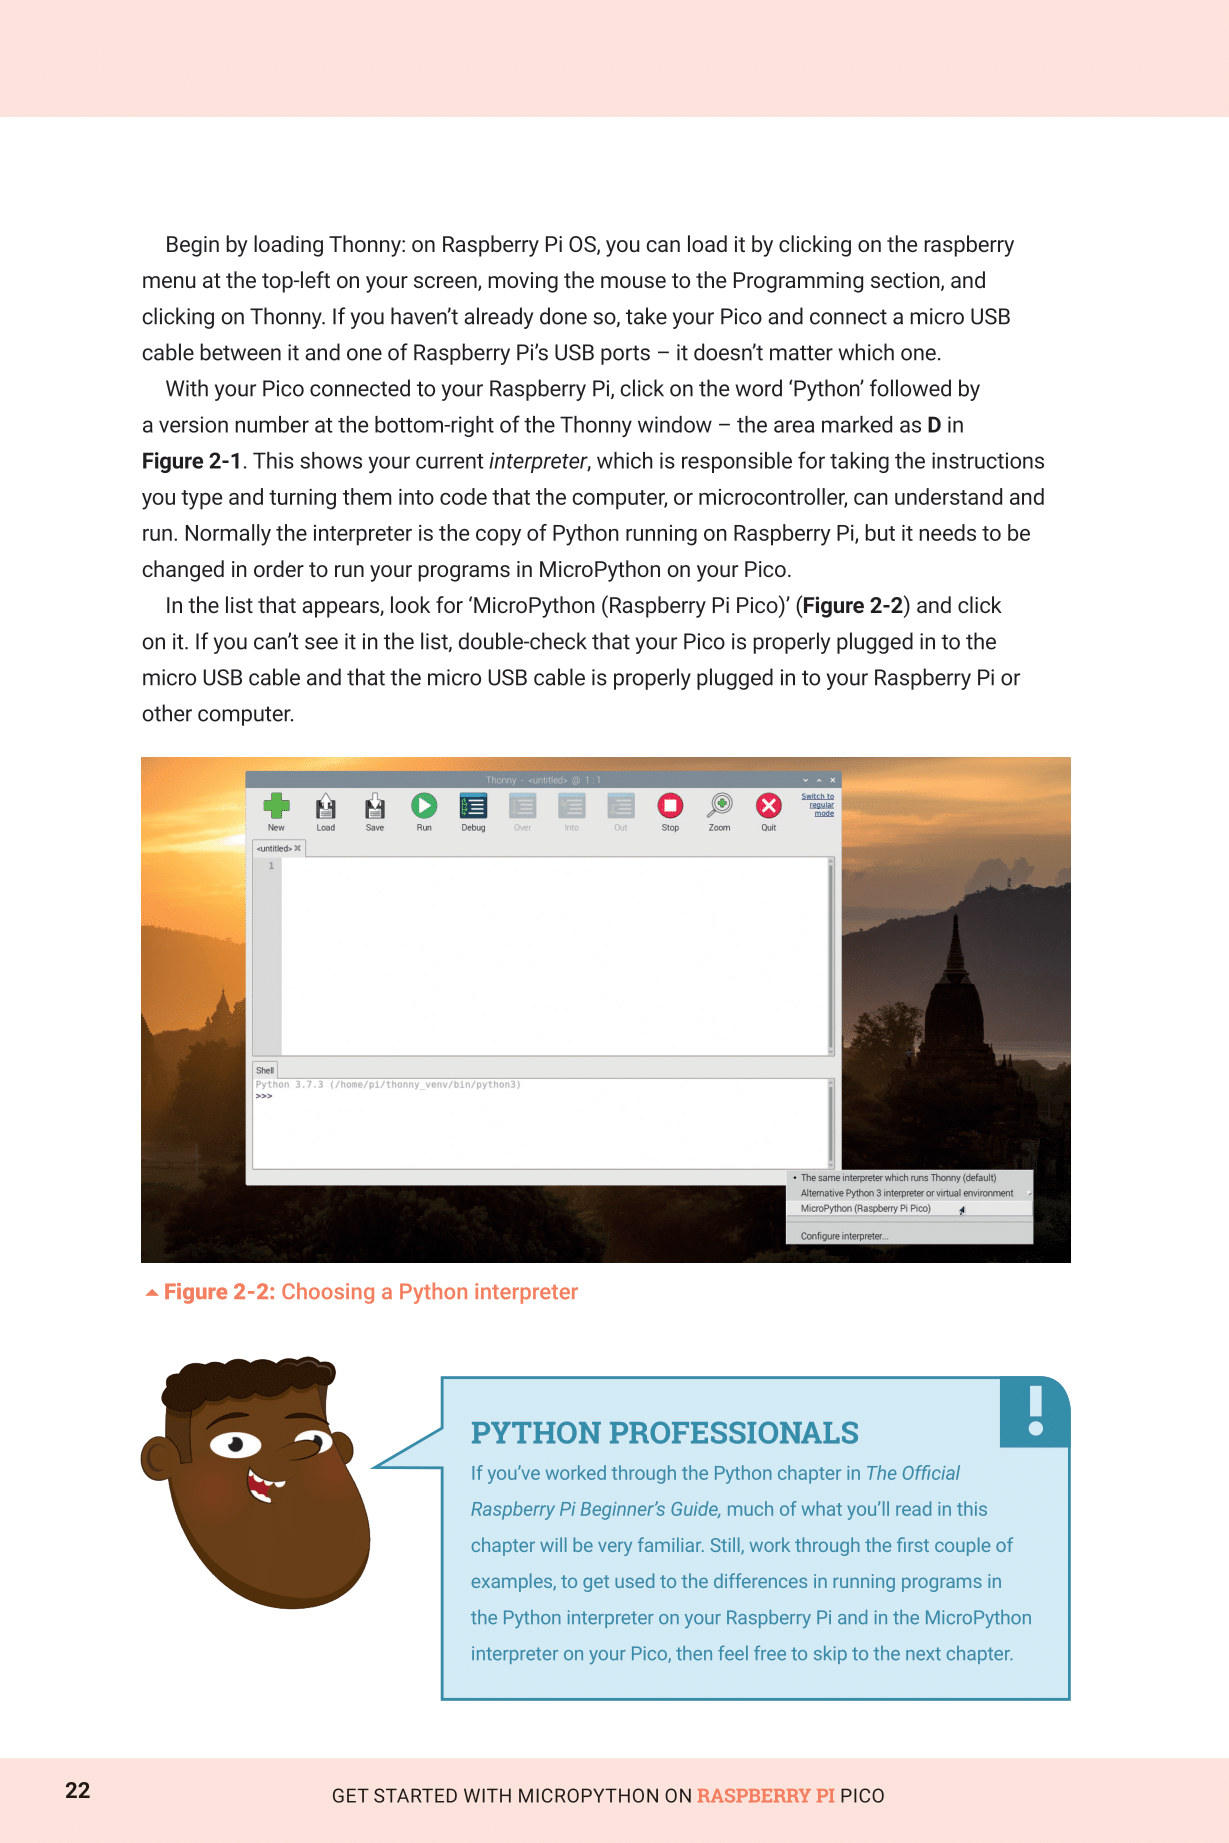 Begin by loading Thonny: on Raspberry Pi OS, you can load it by clicking on the raspberry
menu at the top-left on your screen, moving the mouse to the Programming section, and
clicking on Thonny. If you haven’t already done so, take your Pico and connect a micro USB
cable between it and one of Raspberry Pi’s USB ports – it doesn’t matter which one.
With your Pico connected to your Raspberry Pi, click on the word ‘Python’ followed by
a version number at the bottom-right of the Thonny window – the area marked as D in
Figure 2-1. This shows your current interpreter, which is responsible for taking the instructions
you type and turning them into code that the computer, or microcontroller, can understand and
run. Normally the interpreter is the copy of Python running on Raspberry Pi, but it needs to be
changed in order to run your programs in MicroPython on your Pico.
In the list that appears, look for ‘MicroPython (Raspberry Pi Pico)’ (Figure 2-2) and click
on it. If you can’t see it in the list, double-check that your Pico is properly plugged in to the
micro USB cable and that the micro USB cable is properly plugged in to your Raspberry Pi or
other computer.
Thonny - <untitled> @ 1:1
New Load Save Run Debug Over Into Out Stop Zoom Quit
Switch to
regular
mode
<untitled>
1
Shell
Python 3.7.3 (/home/pi/thonny_venv/bin/python3)
>>>
• The same interpreter which runs Thonny (default)
Alternative Python 3 interpreter or virtual environment
MicroPython (Raspberry Pi Pico)
Configure interpreter...
Figure 2-2: Choosing a Python interpreter
!
PYTHON PROFESSIONALS
If you’ve worked through the Python chapter in The Official
Raspberry Pi Beginner’s Guide, much of what you’ll read in this
chapter will be very familiar. Still, work through the first couple of
examples, to get used to the differences in running programs in
the Python interpreter on your Raspberry Pi and in the MicroPython
interpreter on your Pico, then feel free to skip to the next chapter.
22
GET STARTED WITH MICROPYTHON ON RASPBERRY PI PICO